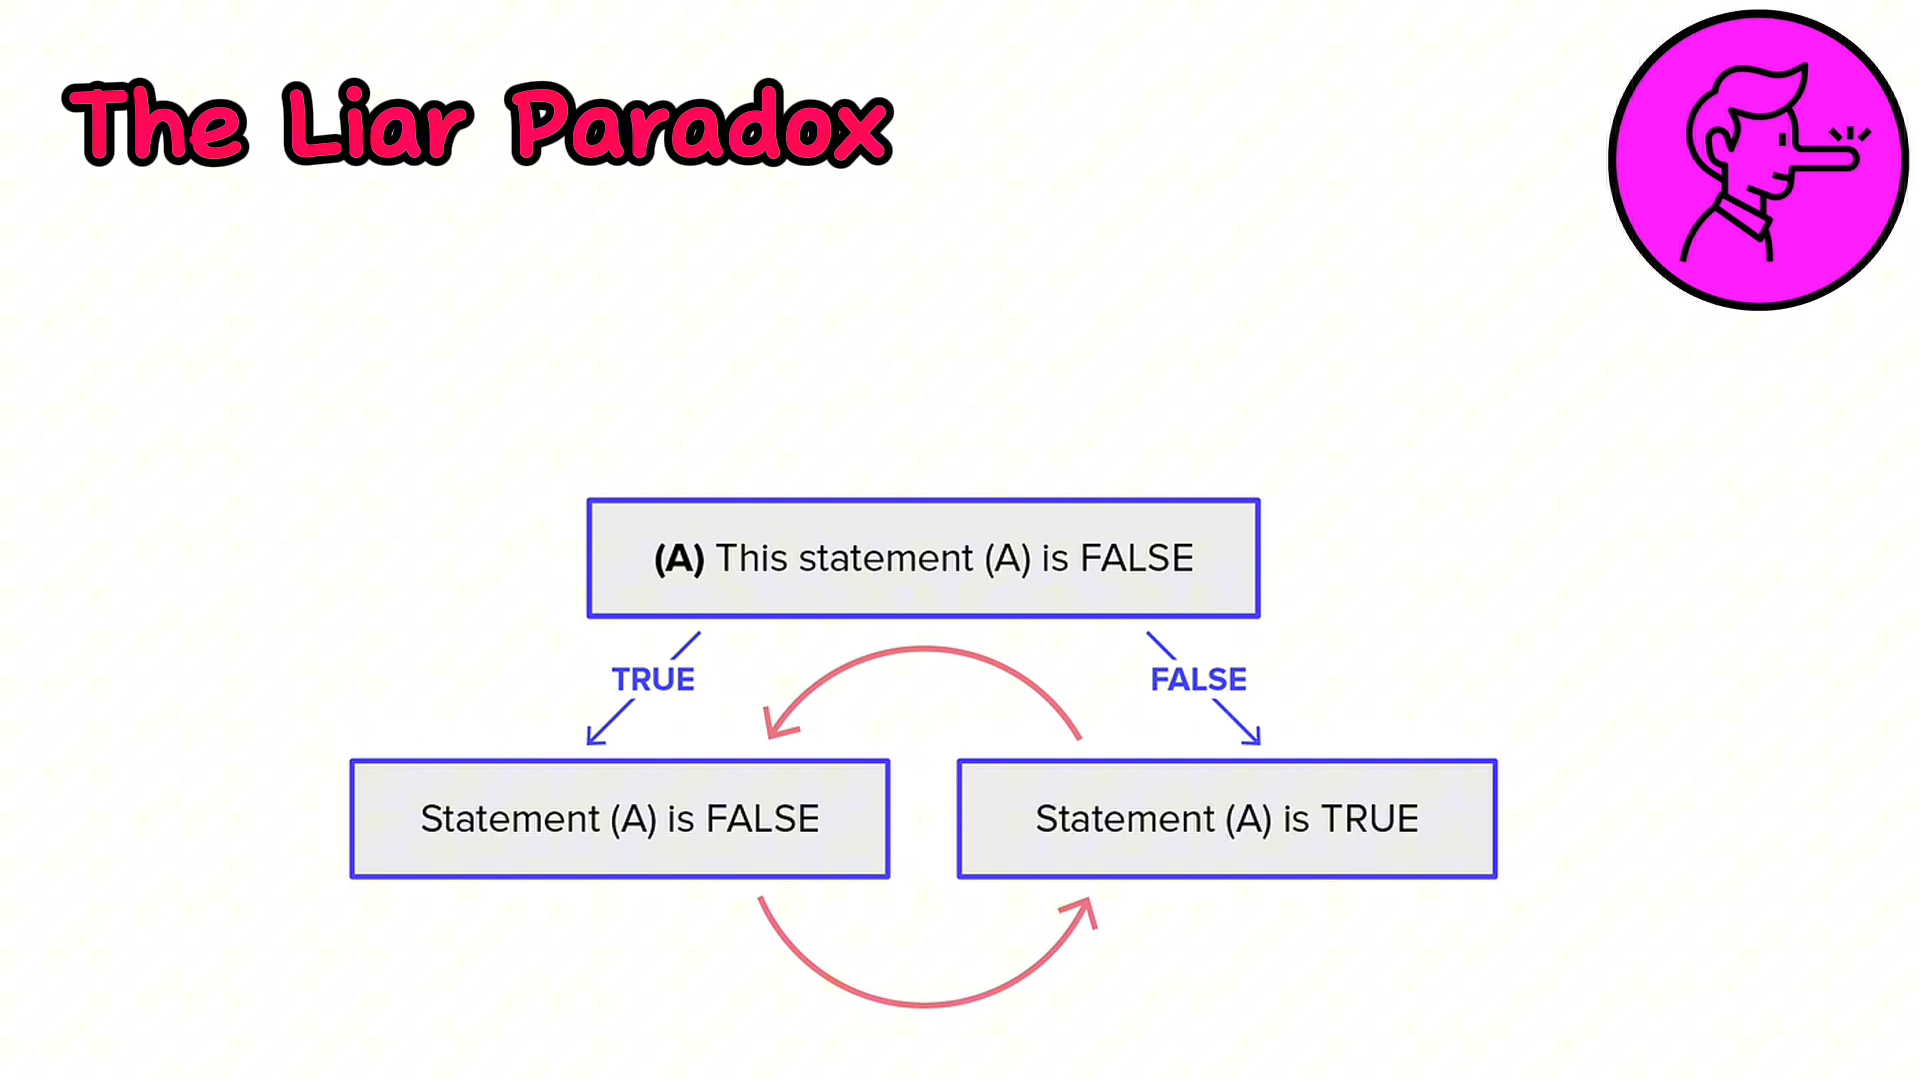 The Liar Paradox
(A) This statement (A) is FALSE
TRUE
FALSE
Statement (A) is FALSE
Statement (A) is TRUE